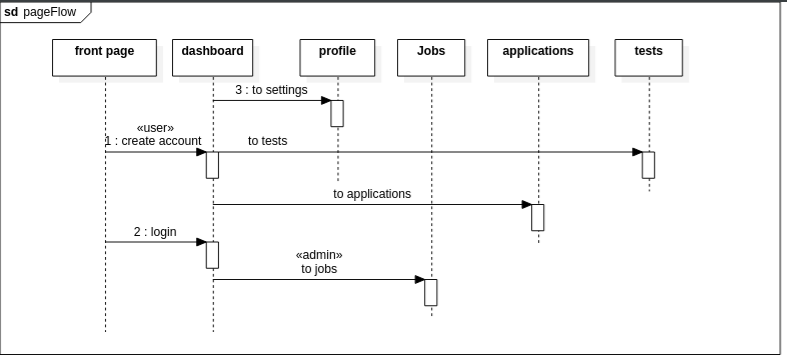 sd pageFlow
front page
dashboard
profile
Jobs
applications
tests
3 : to settings
«user»
1 : create account
to tests
to applications
2 : login
«admin»
to jobs